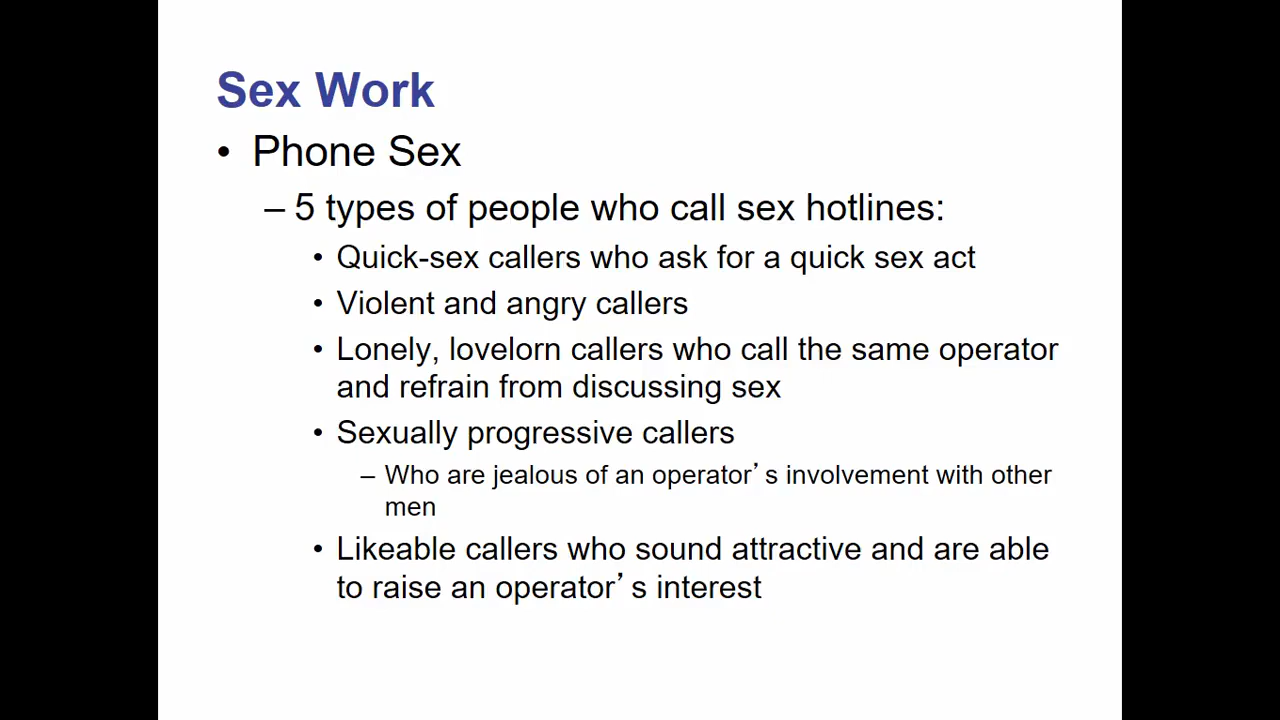 Sex Work
• Phone Sex
– 5 types of people who call sex hotlines:
• Quick-sex callers who ask for a quick sex act
• Violent and angry callers
• Lonely, lovelorn callers who call the same operator
and refrain from discussing sex
• Sexually progressive callers
– Who are jealous of an operator’s involvement with other
men
• Likeable callers who sound attractive and are able
to raise an operator’s interest